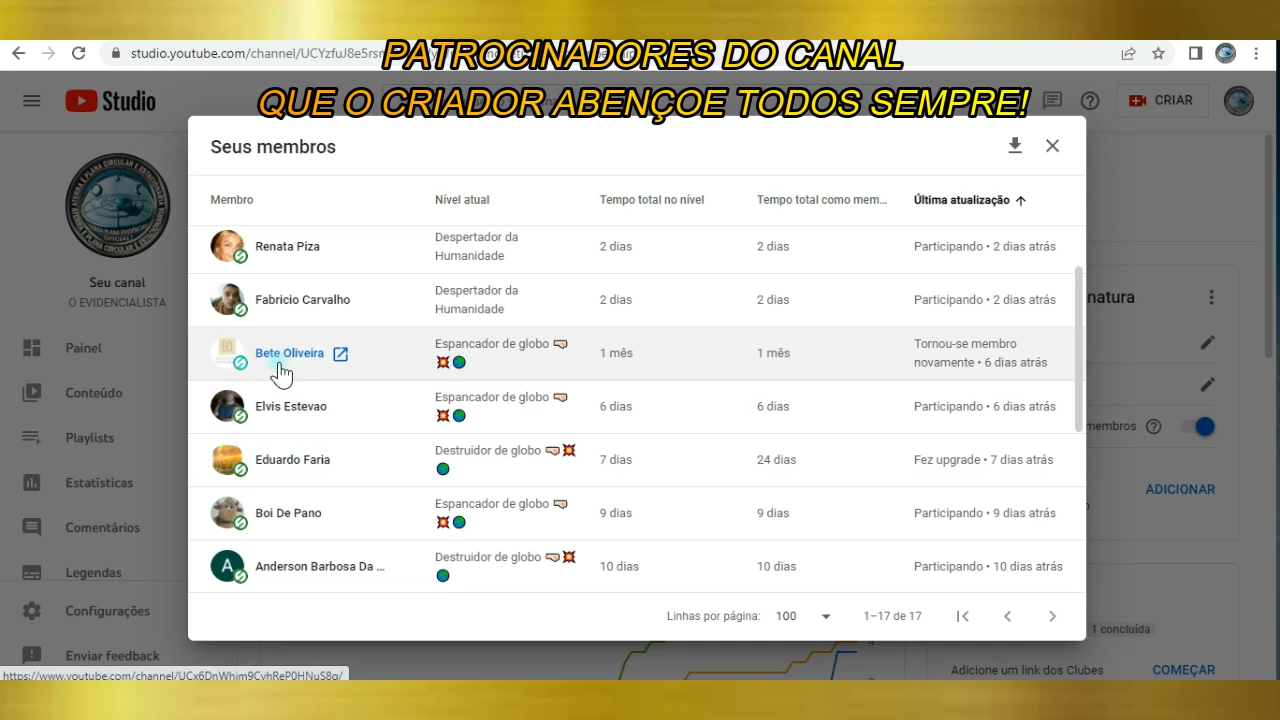 PATROCINADORES DO CANAL
QUE O CRIADOR ABENÇOE TODOS SEMPRE!
studio.youtube.com/channel/UCYzfuJ8e5rsr
Studio
CRIAR
Seu canal
O EVIDENCIALISTA
Painel
Conteúdo
Playlists
Estatísticas
Comentários
Legendas
Configurações
Enviar feedback
Seus membros
Membro Nível atual Tempo total no nível Tempo total como mem... Última atualização
Renata Piza Despertador da Humanidade 2 dias 2 dias Participando • 2 dias atrás
Fabricio Carvalho Despertador da Humanidade 2 dias 2 dias Participando • 2 dias atrás
Bete Oliveira Espancador de globo 1 mês 1 mês Tornou-se membro novamente • 6 dias atrás
Elvis Estevao Espancador de globo 6 dias 6 dias Participando • 6 dias atrás
Eduardo Faria Destruidor de globo 7 dias 24 dias Fez upgrade • 7 dias atrás
Boi De Pano Espancador de globo 9 dias 9 dias Participando • 9 dias atrás
A Anderson Barbosa Da ... Destruidor de globo 10 dias 10 dias Participando • 10 dias atrás
Linhas por página: 100 1–17 de 17
natura
membros
ADICIONAR
1 concluída
Adicione um link dos Clubes
COMEÇAR